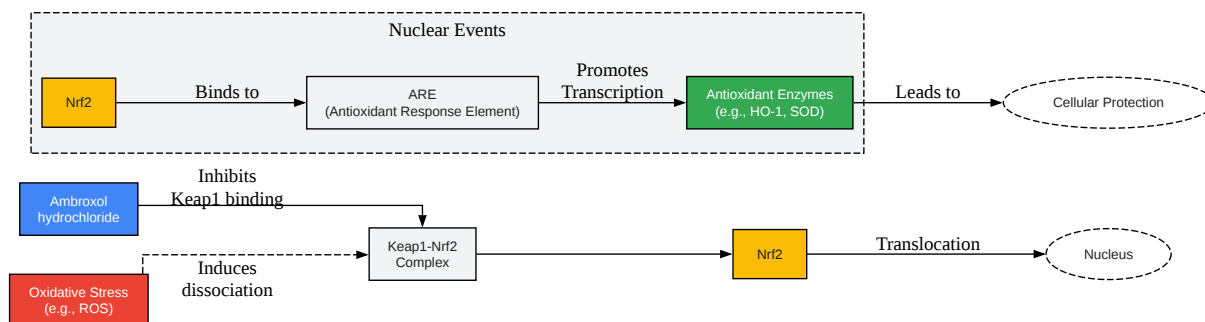 Nuclear Events
Nrf2
Binds to
ARE
(Antioxidant Response Element)
Promotes
Transcription
Antioxidant Enzymes
(e.g., HO-1, SOD)
Leads to
Cellular Protection
Ambroxol
hydrochloride
Inhibits
Keap1 binding
Keap1-Nrf2
Complex
Nrf2
Translocation
Nucleus
Oxidative Stress
(e.g., ROS)
Induces
dissociation